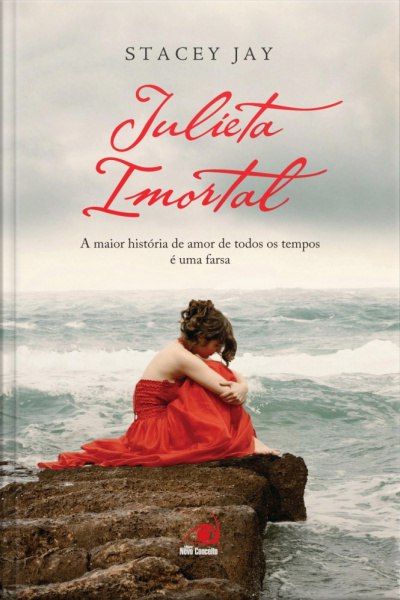 STACEY JAY
Julieta
Imortal
A maior história de amor de todos os tempos
é uma farsa
Novo Conceito